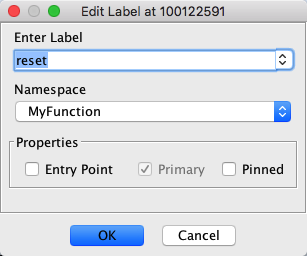 Edit Label at 100122591
Enter Label
reset
Namespace
MyFunction
Properties
Entry Point Primary Pinned
OK Cancel